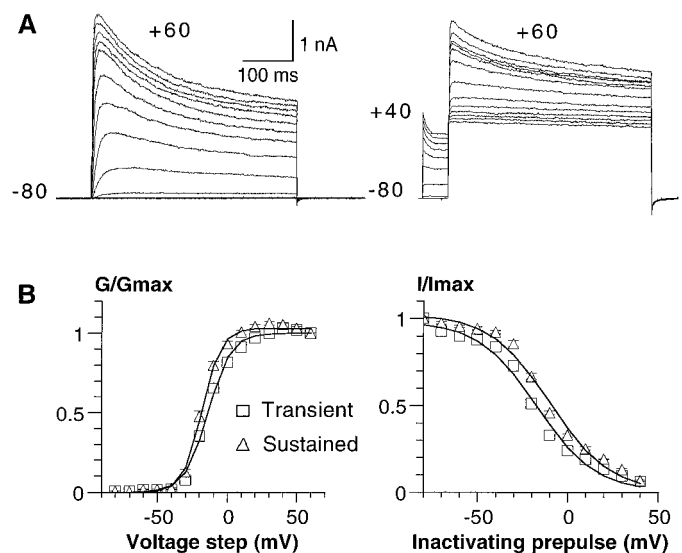 A
+60
1 nA
100 ms
-80
+60
+40
-80
B
G/Gmax
1
0.5
0
-50
0
50
Voltage step (mV)
Transient
Sustained
I/Imax
1
0.5
0
-50
0
50
Inactivating prepulse (mV)